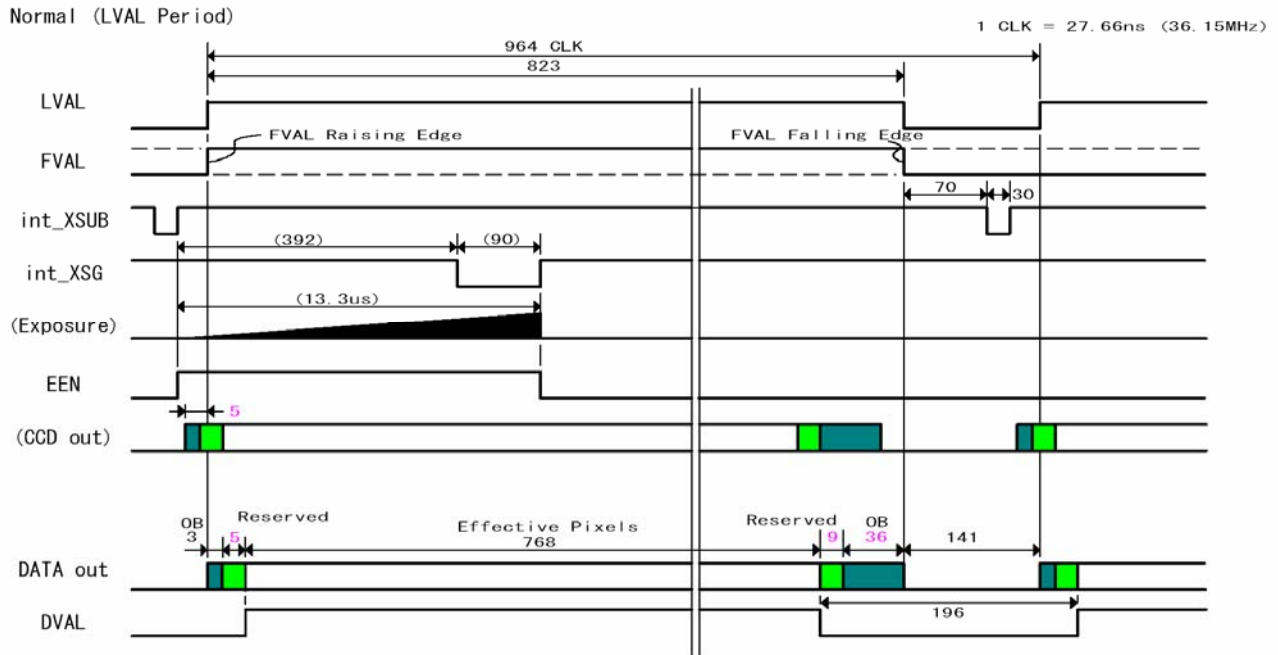 Normal (LVAL Period)
1 CLK = 27.66ns (36.15MHz)
964 CLK
823
LVAL
FVAL Raising Edge
FVAL Falling Edge
FVAL
70
30
int_XSUB
(392)
(90)
int_XSG
(13.3us)
(Exposure)
EEN
5
(CCD out)
OB
3
Reserved
5
Effective Pixels
768
Reserved
9
OB
36
141
DATA out
196
DVAL